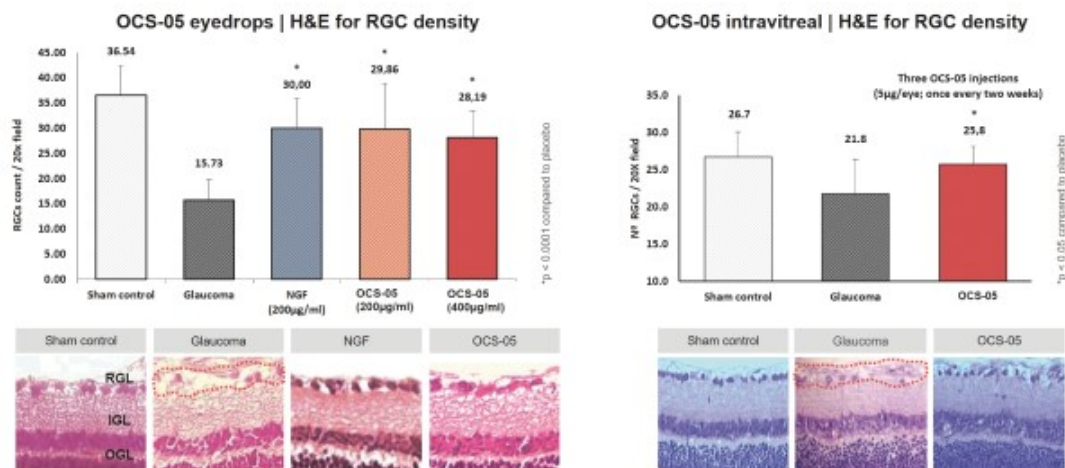 OCS-05 eyedrops | H&E for RGC density
45.00
40.00
35.00
30.00
25.00
20.00
15.00
10.00
5.00
0.00
RGCs count / 20x field
36.54
15.73
*
30,00
*
29,86
*
28,19
Sham control
Glaucoma
NGF
(200µg/ml)
OCS-05
(200µg/ml)
OCS-05
(400µg/ml)
*p < 0.0001 compared to placebo
Sham control
Glaucoma
NGF
OCS-05
RGL
IGL
OGL
OCS-05 intravitreal | H&E for RGC density
Three OCS-05 injections
(5µg/eye; once every two weeks)
35.0
30.0
25.0
20.0
15.0
10.0
Nº RGCs / 20X field
26.7
21.8
*
25,8
Sham control
Glaucoma
OCS-05
*p < 0.05 compared to placebo
Sham control
Glaucoma
OCS-05